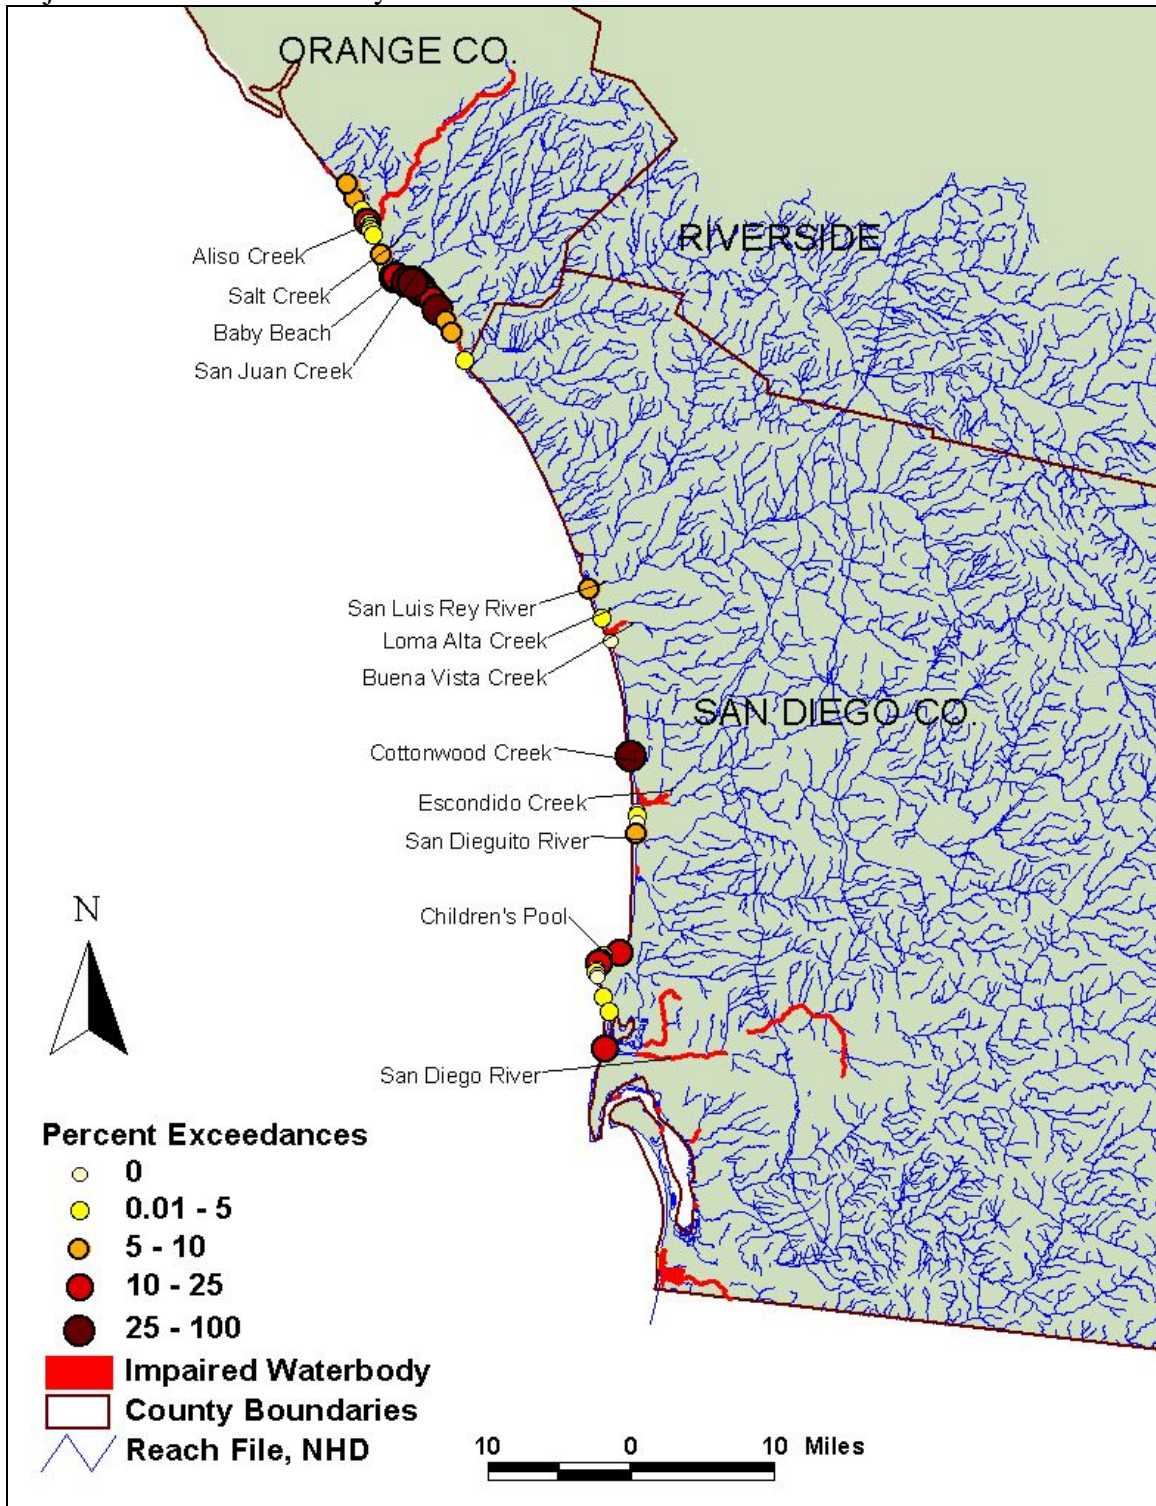 ORANGE CO.
RIVERSIDE
Aliso Creek
Salt Creek
Baby Beach
San Juan Creek
San Luis Rey River
Loma Alta Creek
Buena Vista Creek
SAN DIEGO CO.
Cottonwood Creek
Escondido Creek
San Dieguito River
Children's Pool
N
San Diego River
Percent Exceedances
0
0.01 - 5
5 - 10
10 - 25
25 - 100
Impaired Waterbody
County Boundaries
Reach File, NHD
10 0 10 Miles